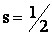 s = 1/2